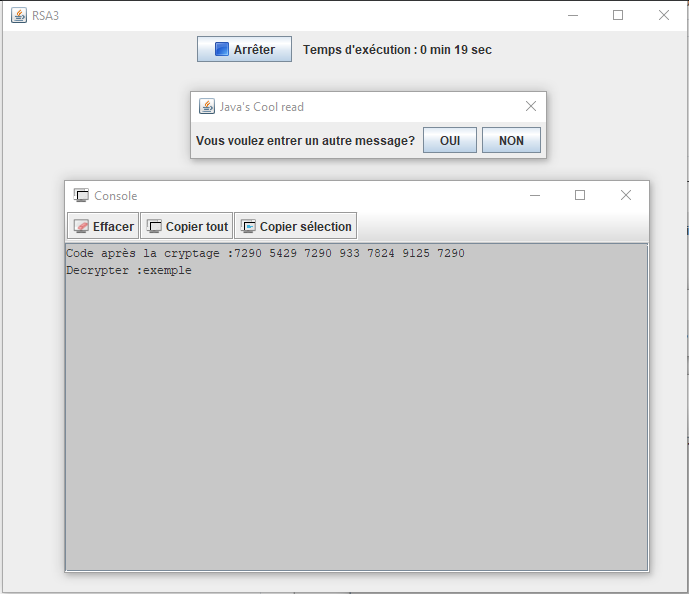 RSA3
Arrêter Temps d'exécution : 0 min 19 sec
Java's Cool read
Vous voulez entrer un autre message? OUI NON
Console
Effacer Copier tout Copier sélection
Code après la cryptage :7290 5429 7290 933 7824 9125 7290
Decrypter :exemple